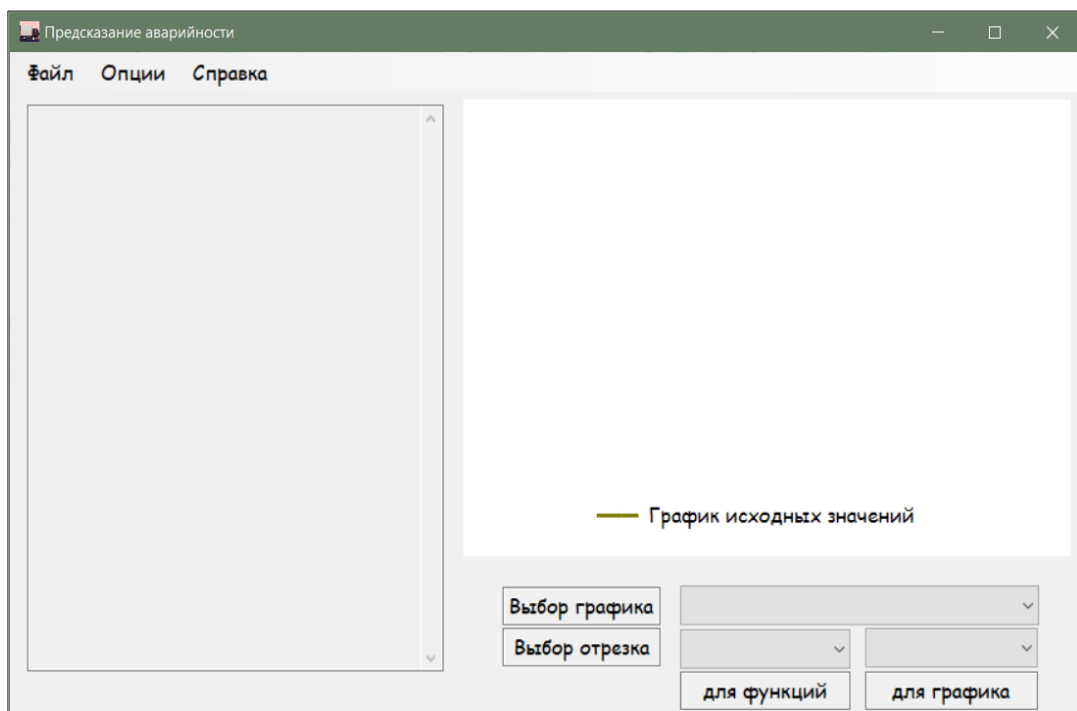 Предсказание аварийности
Файл Опции Справка
График исходных значений
Выбор графика
Выбор отрезка
для функций для графика